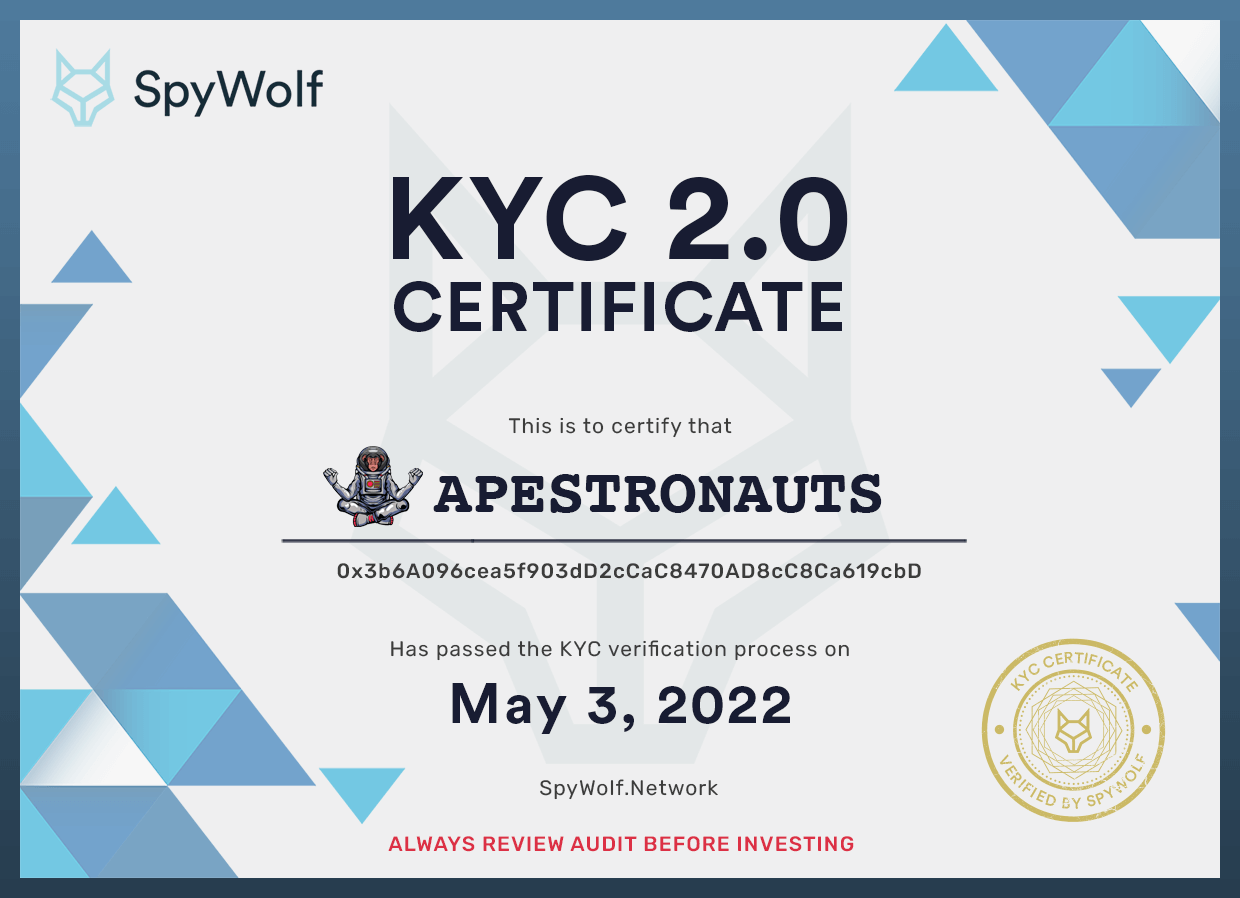 SpyWolf
KYC 2.0
CERTIFICATE
This is to certify that
APESTRONAUTS
0x3b6A096cea5f903dD2cCaC8470AD8cC8Ca619cbD
Has passed the KYC verification process on
May 3, 2022
KYC CERTIFICATE
VERIFIED BY SPYWOLF
SpyWolf.Network
ALWAYS REVIEW AUDIT BEFORE INVESTING